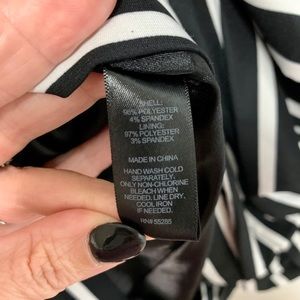 SHELL:
96% POLYESTER
4% SPANDEX
LINING:
97% POLYESTER
3% SPANDEX
MADE IN CHINA
HAND WASH COLD
SEPARATELY.
ONLY NON-CHLORINE
BLEACH WHEN
NEEDED. LINE DRY,
COOL IRON
IF NEEDED.
RN# 55285